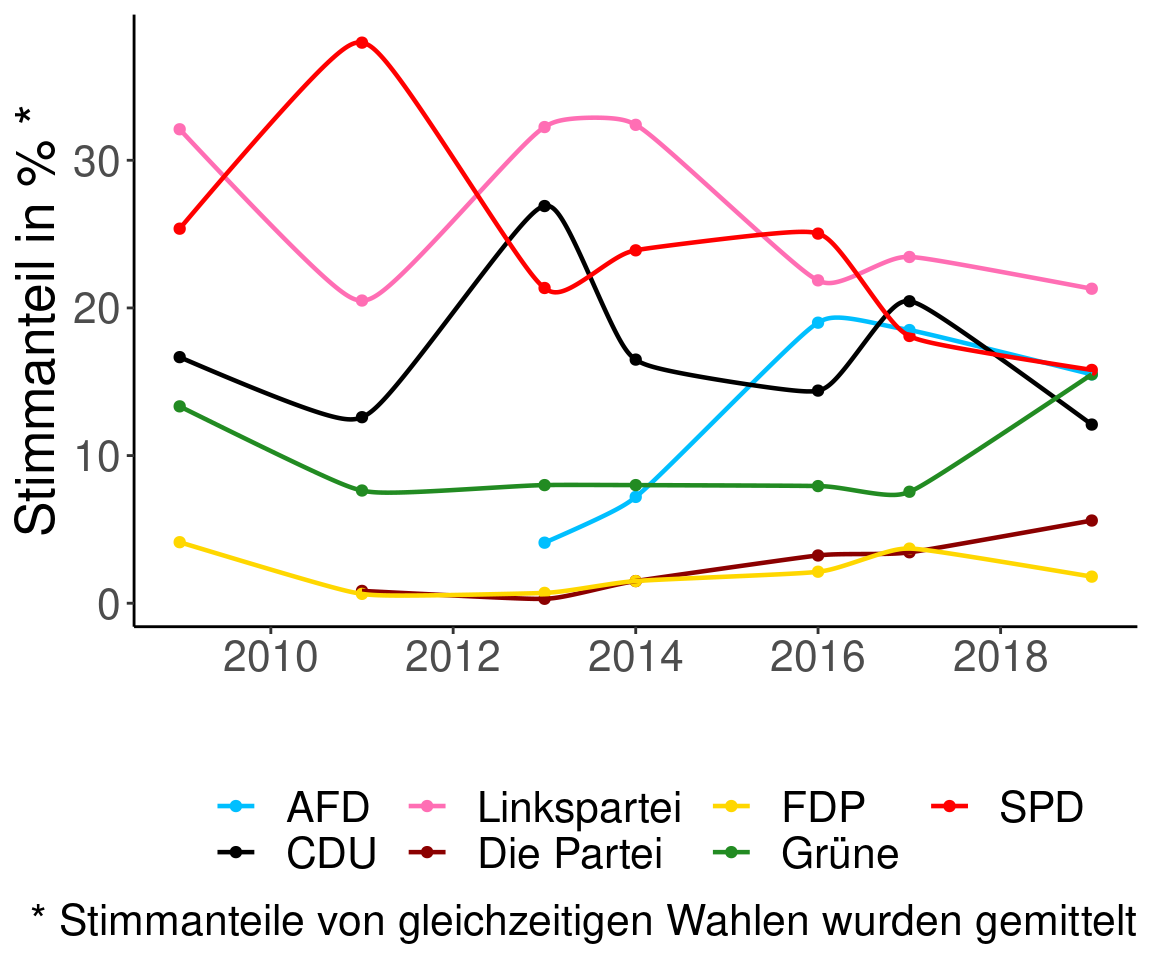 Stimmanteil in % *
30
20
10
0
2010 2012 2014 2016 2018
AFD Linkspartei FDP SPD
CDU Die Partei Grüne
* Stimmanteile von gleichzeitigen Wahlen wurden gemittelt